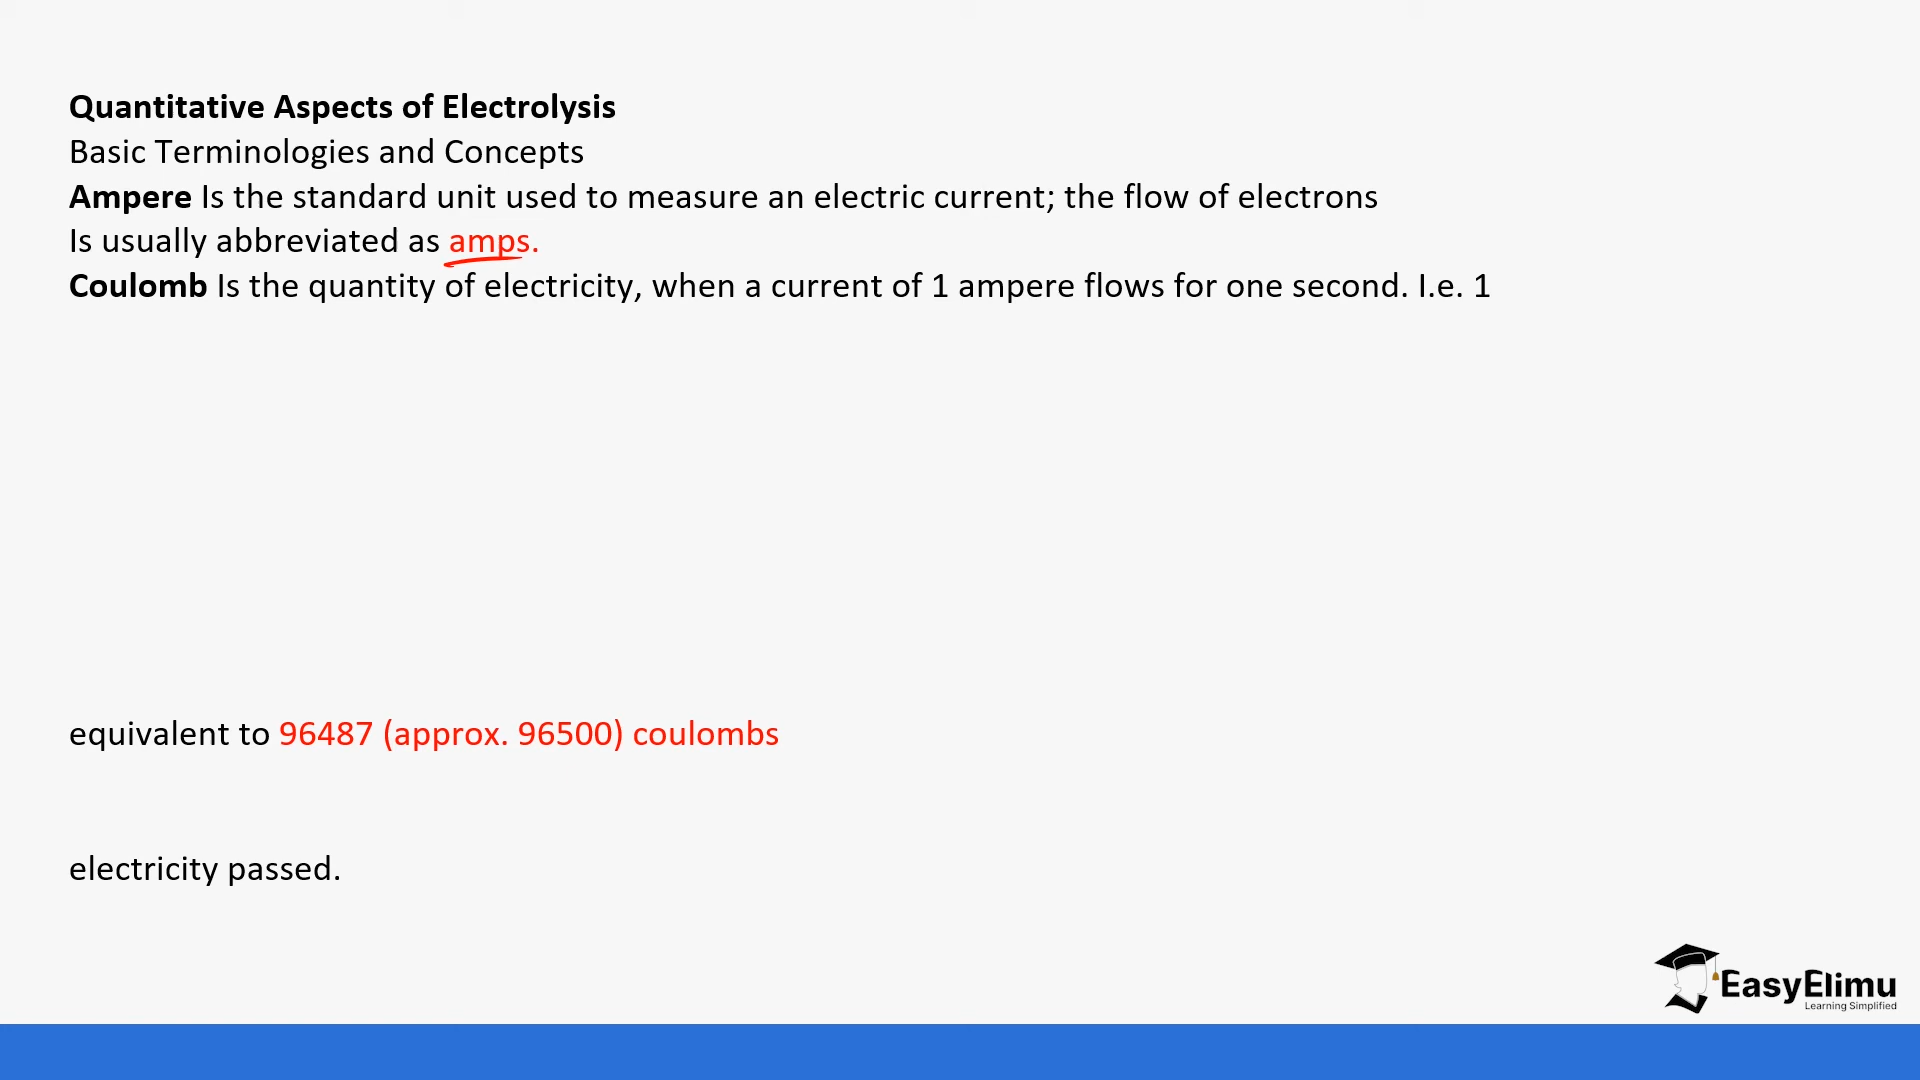 Quantitative Aspects of Electrolysis
Basic Terminologies and Concepts
Ampere Is the standard unit used to measure an electric current; the flow of electrons
Is usually abbreviated as amps.
Coulomb Is the quantity of electricity, when a current of 1 ampere flows for one second. I.e. 1
equivalent to 96487 (approx. 96500) coulombs
electricity passed.
EasyElimu
Learning Simplified